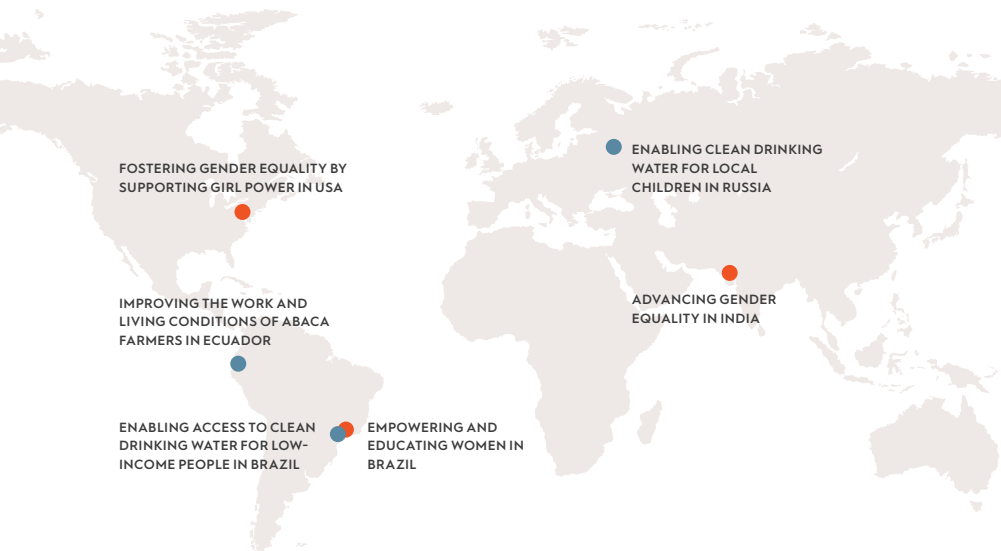 FOSTERING GENDER EQUALITY BY
SUPPORTING GIRL POWER IN USA
ENABLING CLEAN DRINKING
WATER FOR LOCAL
CHILDREN IN RUSSIA
IMPROVING THE WORK AND
LIVING CONDITIONS OF ABACA
FARMERS IN ECUADOR
ADVANCING GENDER
EQUALITY IN INDIA
ENABLING ACCESS TO CLEAN
DRINKING WATER FOR LOW-
INCOME PEOPLE IN BRAZIL
EMPOWERING AND
EDUCATING WOMEN IN
BRAZIL